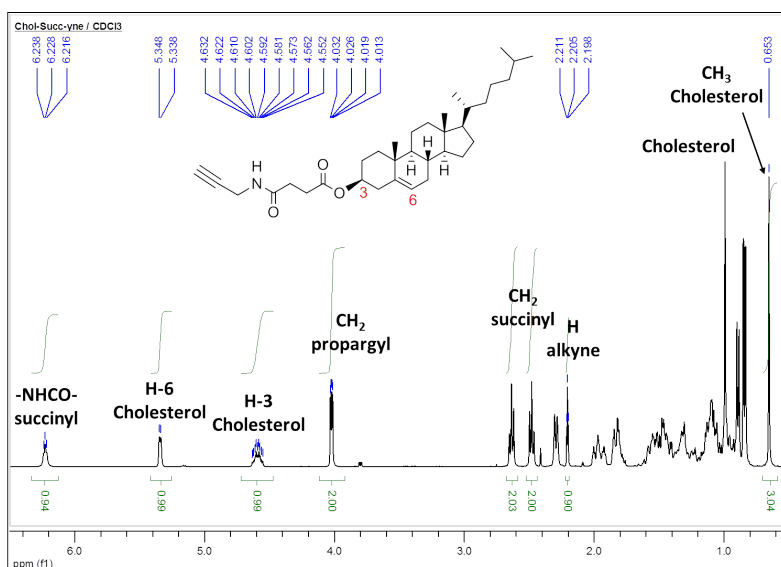 Chol-Succ-yne / CDCl3
6.238
6.228
6.216
5.348
5.338
4.632
4.622
4.610
4.602
4.592
4.581
4.573
4.562
4.552
4.032
4.026
4.019
4.013
2.211
2.205
2.198
0.653
CH3
Cholesterol
Cholesterol
N
H
O
O
O
H
H
H
3
6
CH2
propargyl
CH2
succinyl
H
alkyne
-NHCO-
succinyl
H-6
Cholesterol
H-3
Cholesterol
0.94
0.99
0.99
2.00
2.03
2.00
0.90
3.04
6.0
5.0
4.0
3.0
2.0
1.0
ppm (f1)